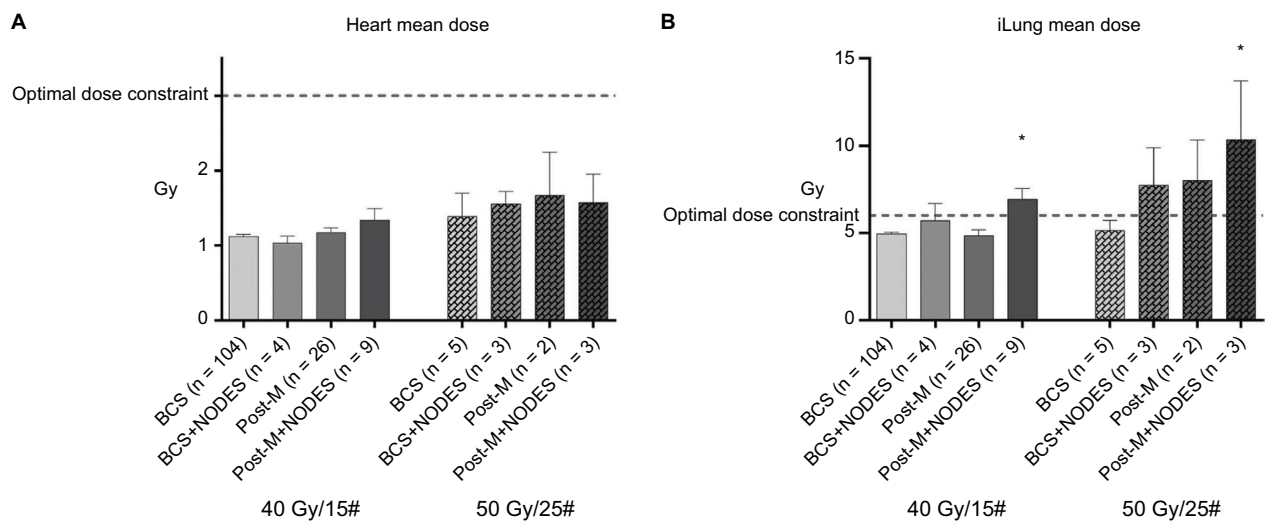 A
Heart mean dose
Optimal dose constraint
2
Gy
1
0
BCS (n = 104)
BCS+NODES (n = 4)
Post-M (n = 26)
Post-M+NODES (n = 9)
BCS (n = 5)
BCS+NODES (n = 3)
Post-M (n = 2)
Post-M+NODES (n = 3)
40 Gy/15#
50 Gy/25#
B
iLung mean dose
15
*
10
*
Gy
Optimal dose constraint
5
0
BCS (n = 104)
BCS+NODES (n = 4)
Post-M (n = 26)
Post-M+NODES (n = 9)
BCS (n = 5)
BCS+NODES (n = 3)
Post-M (n = 2)
Post-M+NODES (n = 3)
40 Gy/15#
50 Gy/25#